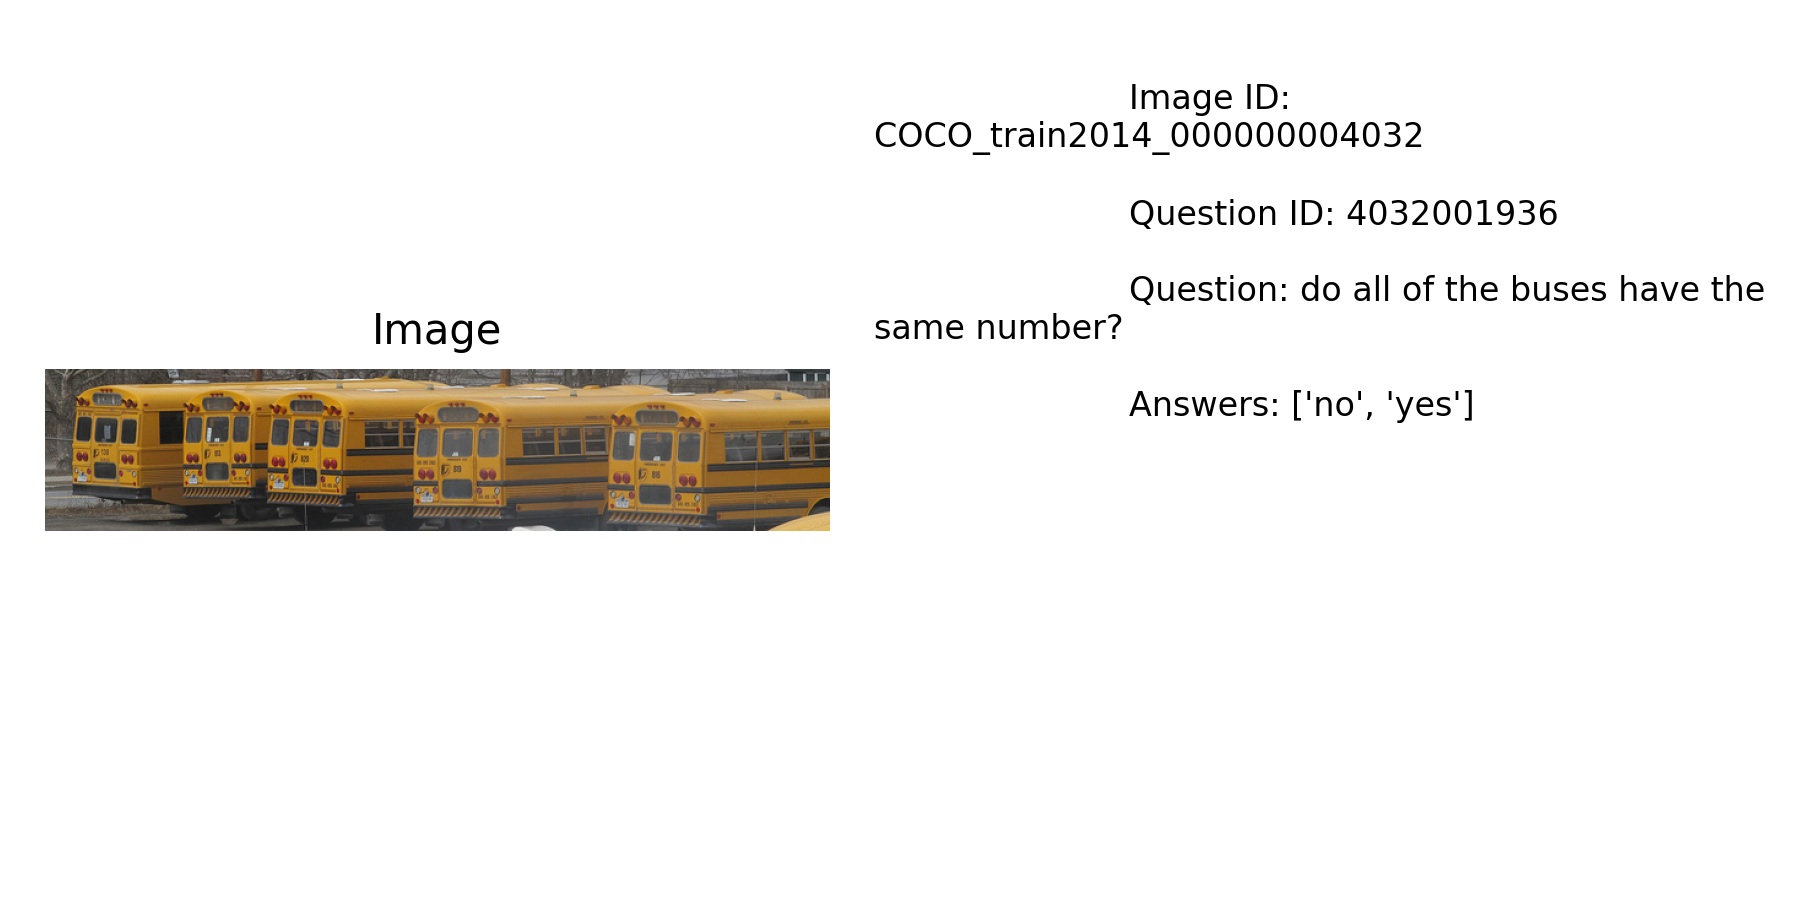 Image
Image ID:
COCO_train2014_000000004032
Question ID: 4032001936
Question: do all of the buses have the
same number?
Answers: ['no', 'yes']
819